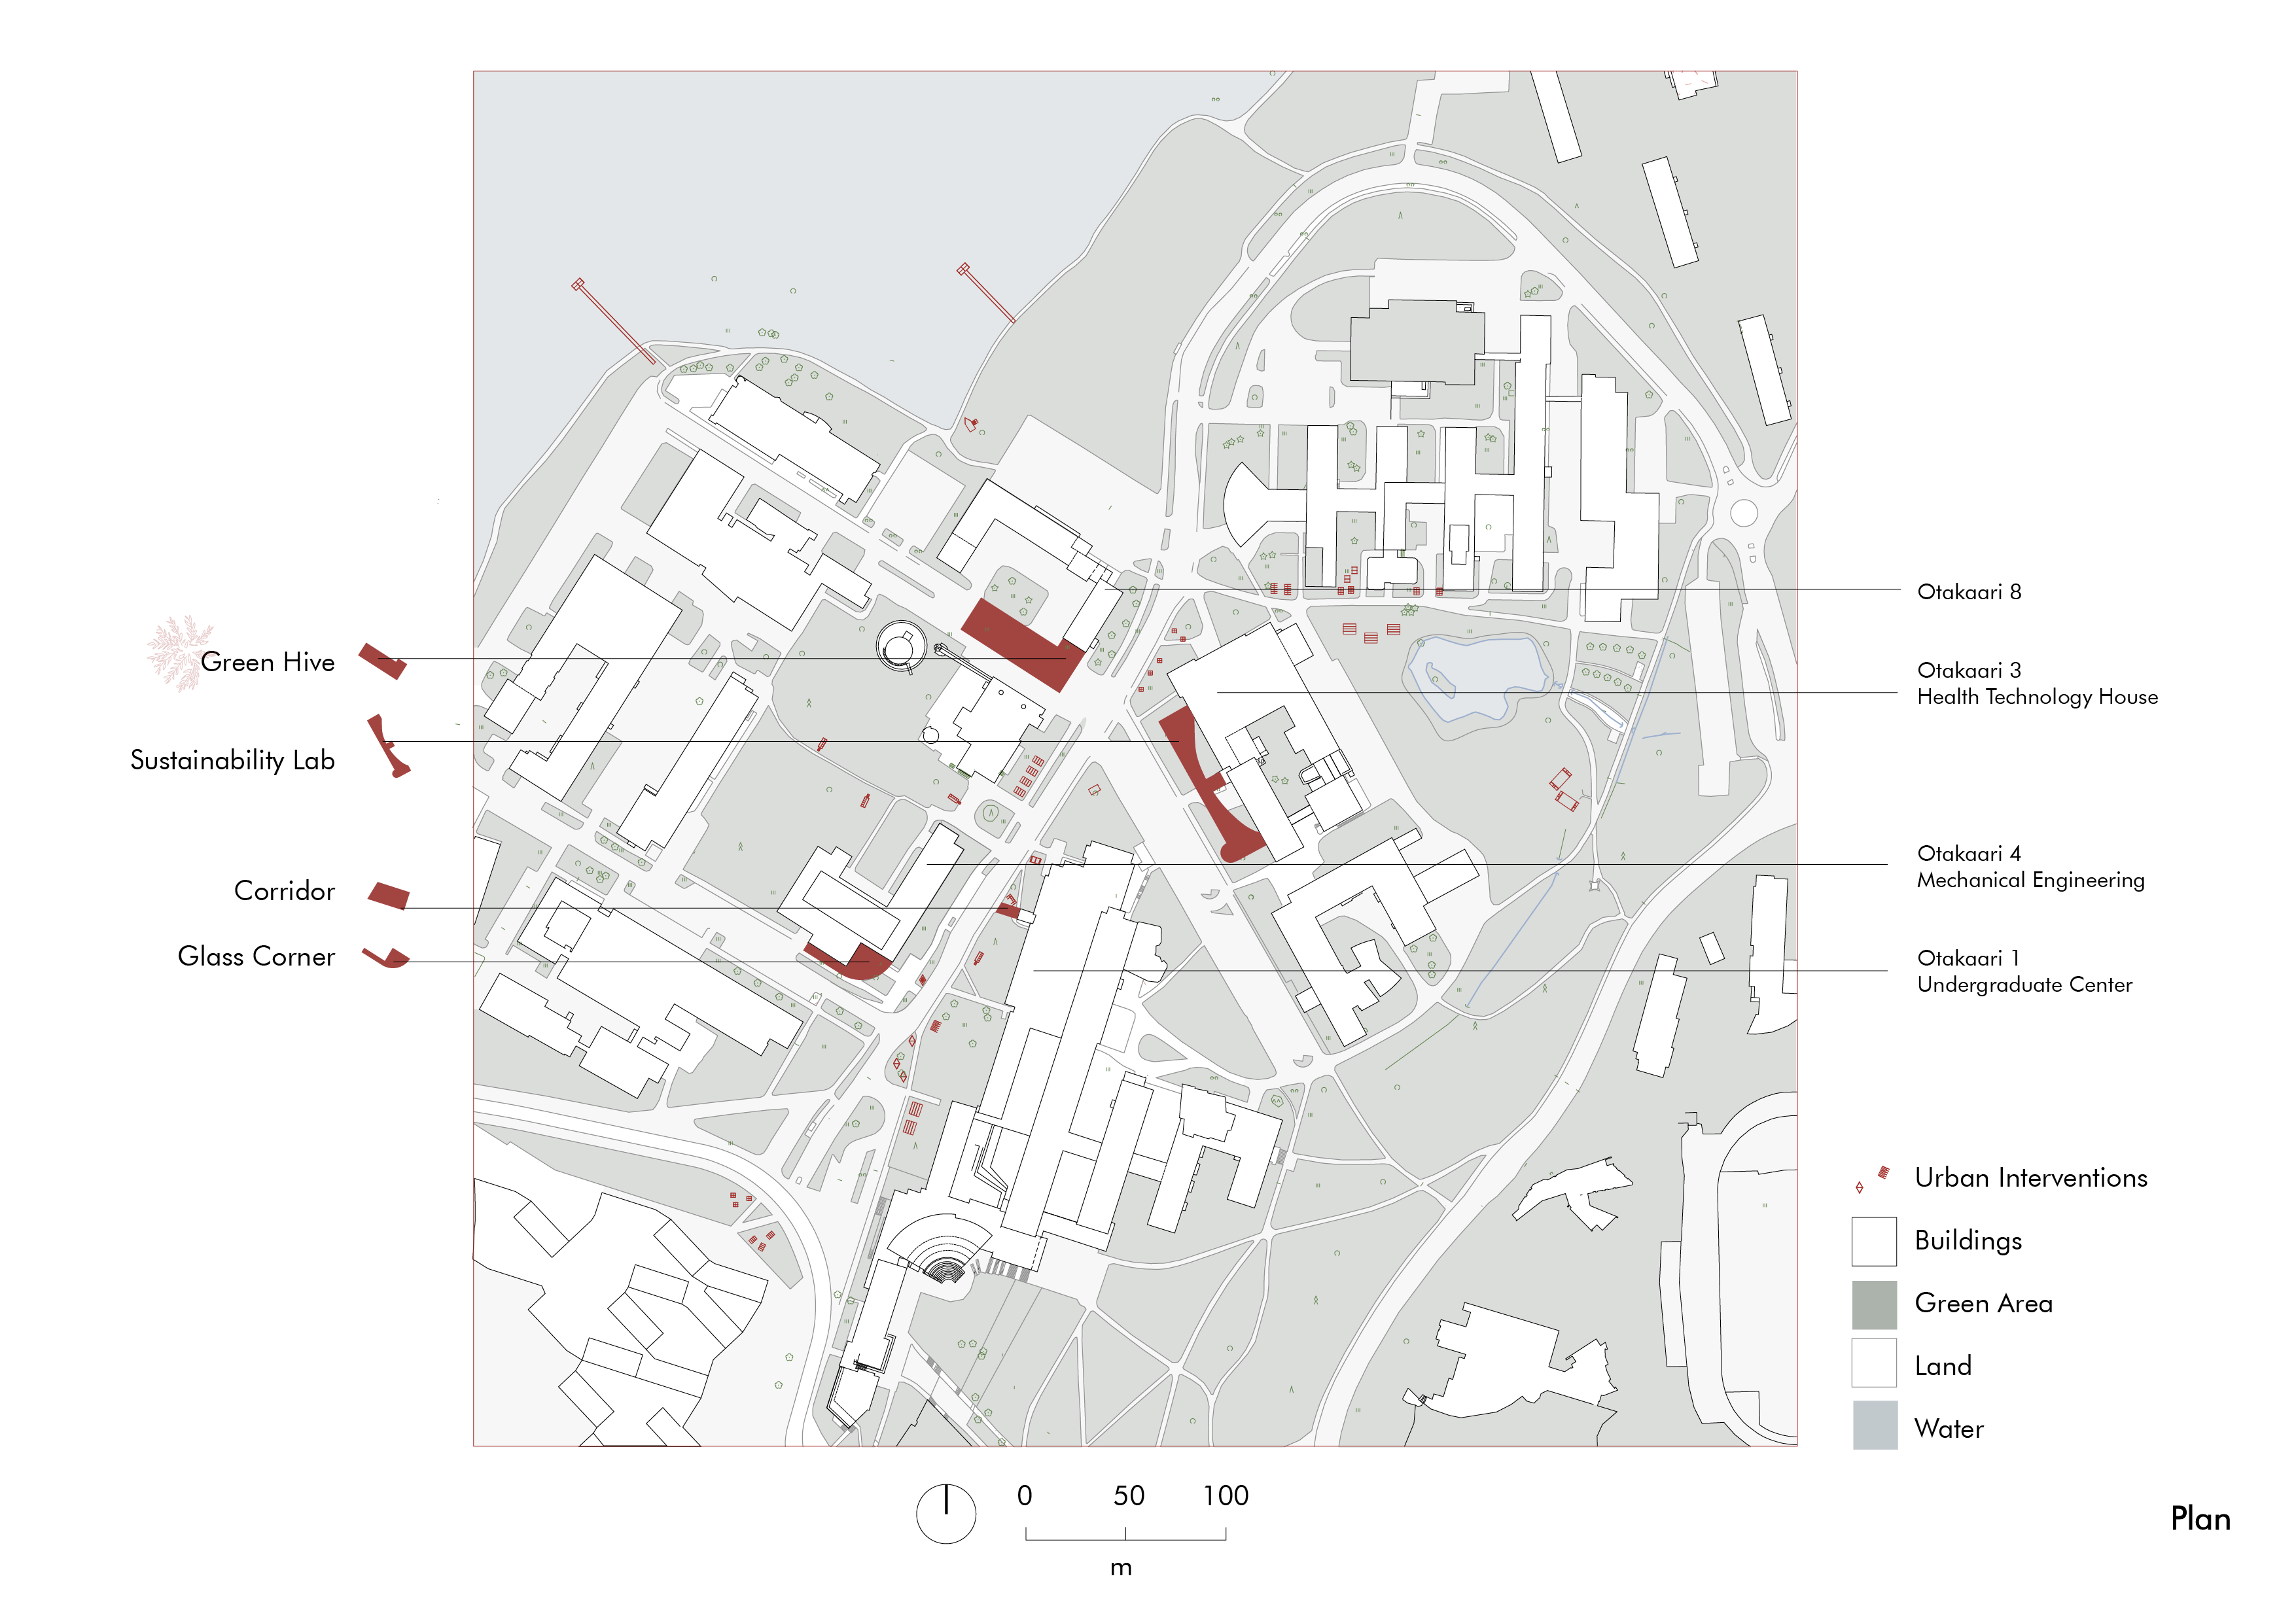 Green Hive
Sustainability Lab
Corridor
Glass Corner
Otakaari 8
Otakaari 3
Health Technology House
Otakaari 4
Mechanical Engineering
Otakaari 1
Undergraduate Center
Urban Interventions
Buildings
Green Area
Land
Water
0 50 100
m
Plan